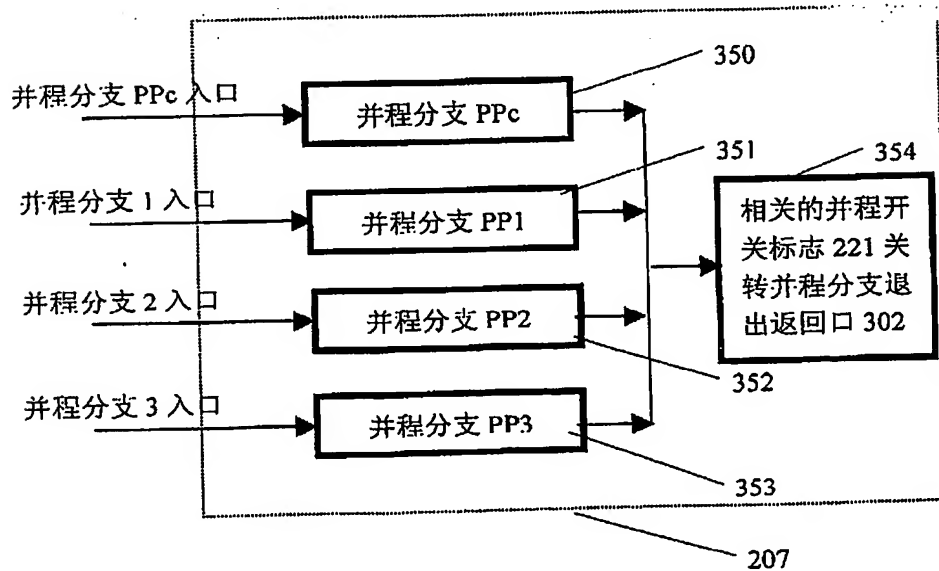 350
并程分支 PPc 入口
并程分支 PPc
351
354
并程分支 1 入口
并程分支 PP1
相关的并程开
关标志 221 关
转并程分支退
出返回口 302
并程分支 2 入口
并程分支 PP2
352
并程分支 3 入口
并程分支 PP3
353
207